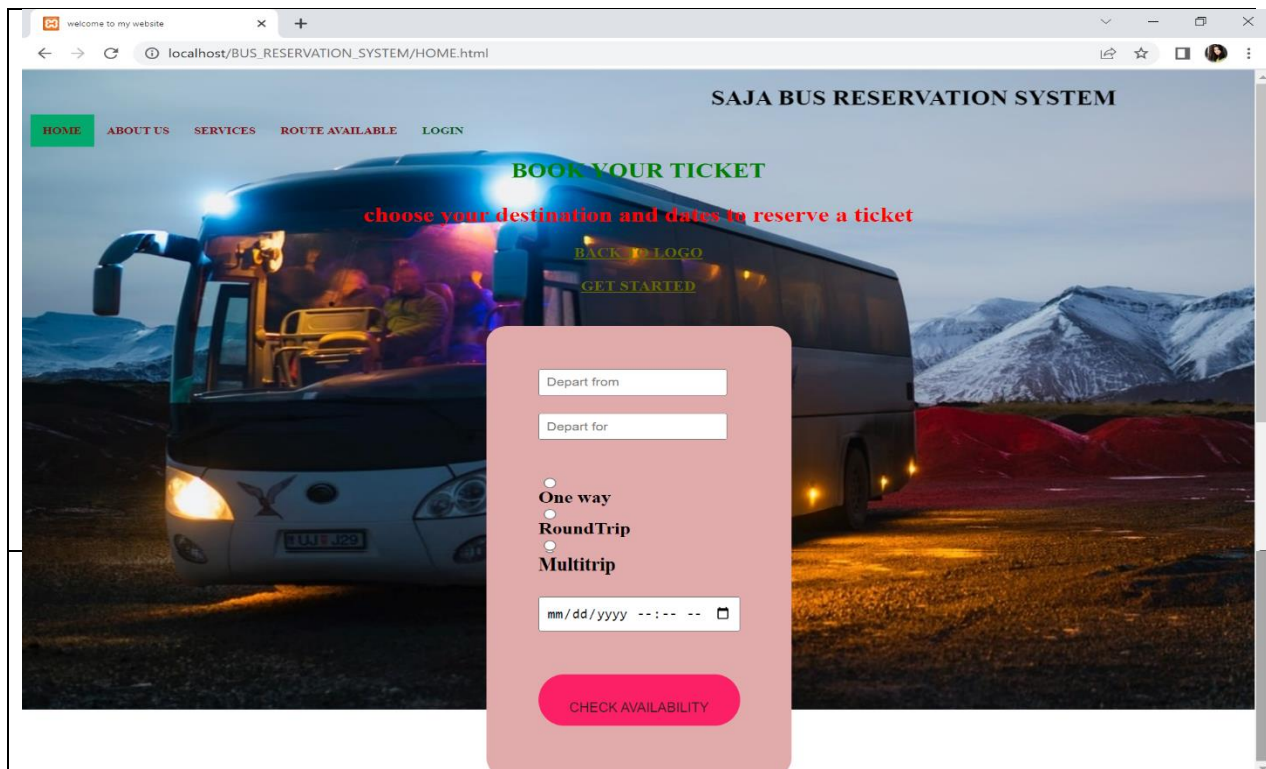 welcome to my website
localhost/BUS_RESERVATION_SYSTEM/HOME.html
SAJA BUS RESERVATION SYSTEM
HOME ABOUT US SERVICES ROUTE AVAILABLE LOGIN
BOOK YOUR TICKET
choose your destination and dates to reserve a ticket
BACK TO LOGO
GET STARTED
Depart from
Depart for
One way
RoundTrip
Multitrip
UJ J29
mm/dd/yyyy --:-- --
CHECK AVAILABILITY